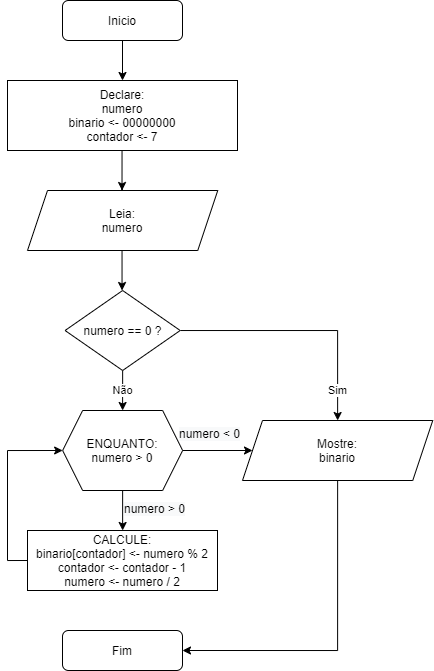 Inicio
Declare:
numero
binario <- 00000000
contador <- 7
Leia:
numero
numero == 0 ?
Não
Sim
ENQUANTO:
numero > 0
numero < 0
Mostre:
binario
numero > 0
CALCULE:
binario[contador] <- numero % 2
contador <- contador - 1
numero <- numero / 2
Fim